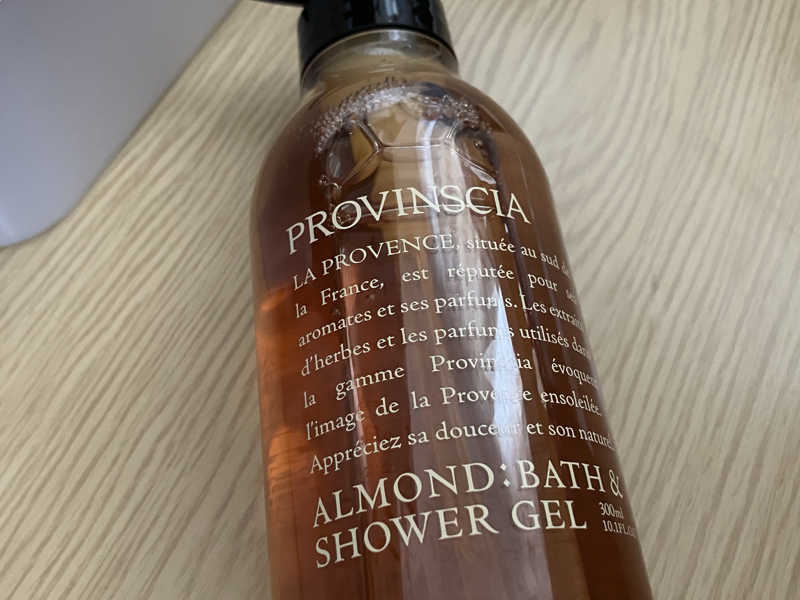 PROVINSCIA
LA PROVENCE, située au sud de
la France, est réputée pour ses
aromates et ses parfums. Les extraits
d'herbes et les parfums utilisés dans
la gamme Provinscia évoquent
l'image de la Provence ensoleillée.
Appréciez sa douceur et son naturel.
ALMOND: BATH &
SHOWER GEL
300ml
10.1FL.